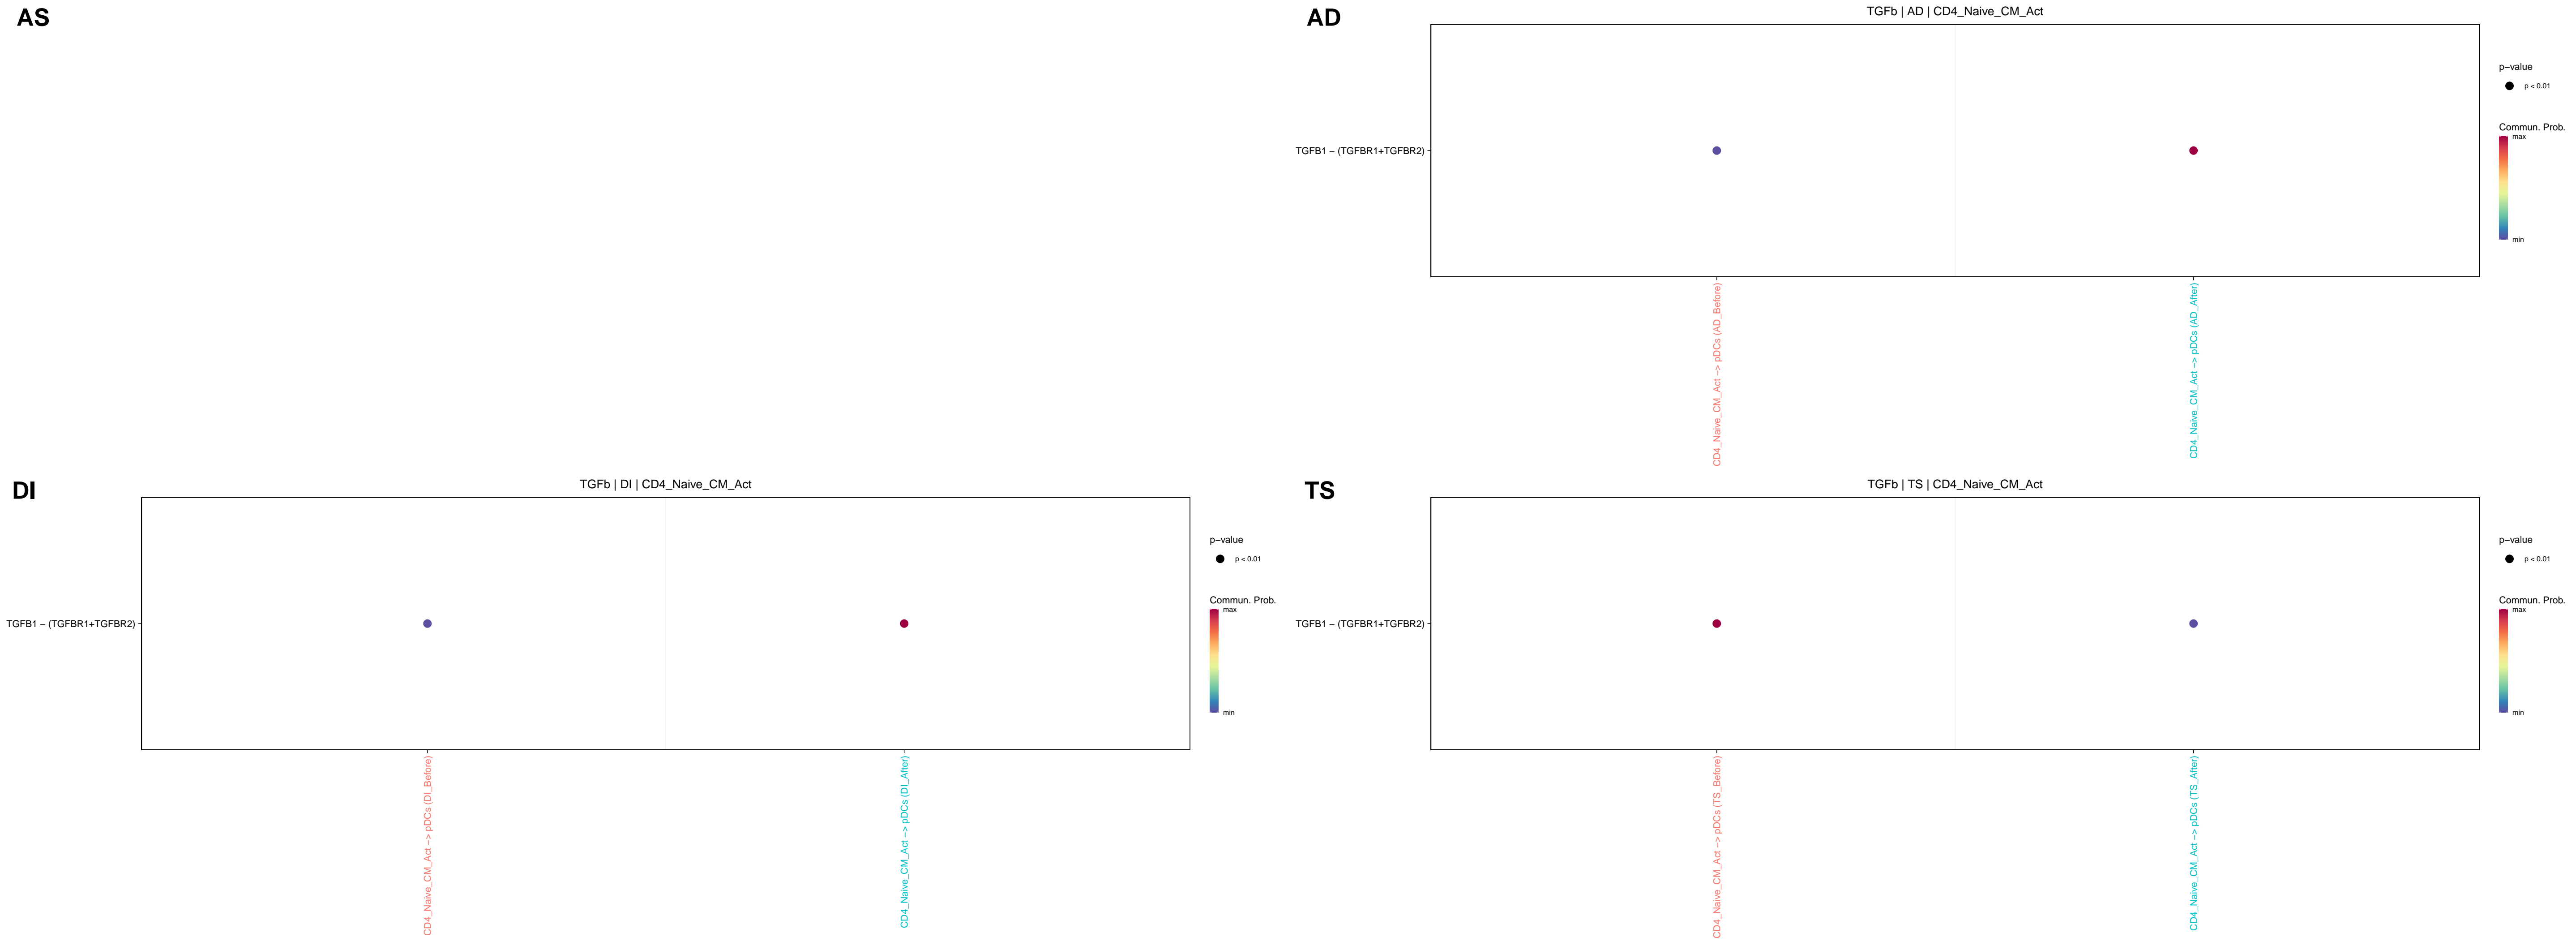 AS
AD
TGFb | AD | CD4_Naive_CM_Act
TGFB1 − (TGFBR1+TGFBR2)
p−value
p < 0.01
Commun. Prob.
max
min
CD4_Naive_CM_Act −> pDCs (AD_Before)
CD4_Naive_CM_Act −> pDCs (AD_After)
DI
TGFb | DI | CD4_Naive_CM_Act
TGFB1 − (TGFBR1+TGFBR2)
p−value
p < 0.01
Commun. Prob.
max
min
CD4_Naive_CM_Act −> pDCs (DI_Before)
CD4_Naive_CM_Act −> pDCs (DI_After)
TS
TGFb | TS | CD4_Naive_CM_Act
TGFB1 − (TGFBR1+TGFBR2)
p−value
p < 0.01
Commun. Prob.
max
min
CD4_Naive_CM_Act −> pDCs (TS_Before)
CD4_Naive_CM_Act −> pDCs (TS_After)